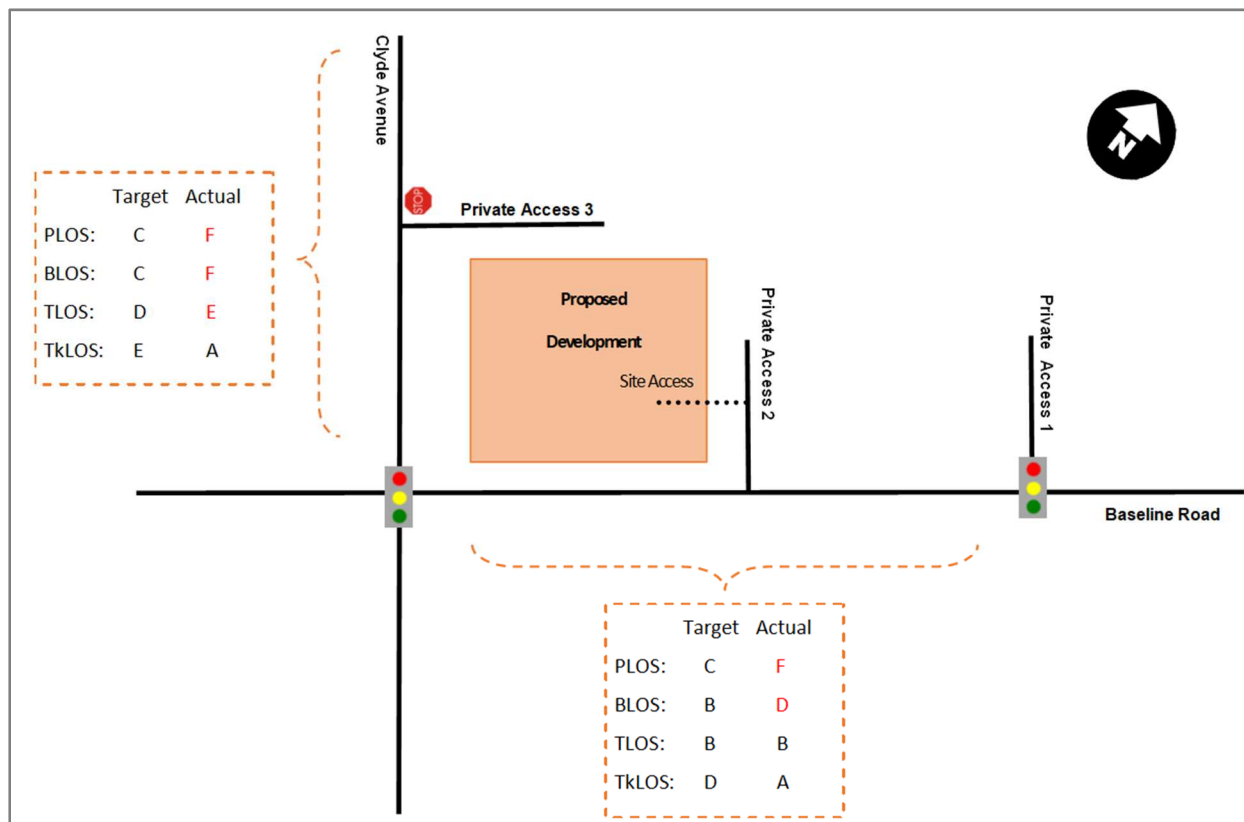 Clyde Avenue
N
Target Actual
PLOS: C F
BLOS: C F
TLOS: D E
TkLOS: E A
STOP
Private Access 3
Proposed
Development
Site Access
Private Access 2
Private Access 1
Baseline Road
Target Actual
PLOS: C F
BLOS: B D
TLOS: B B
TkLOS: D A